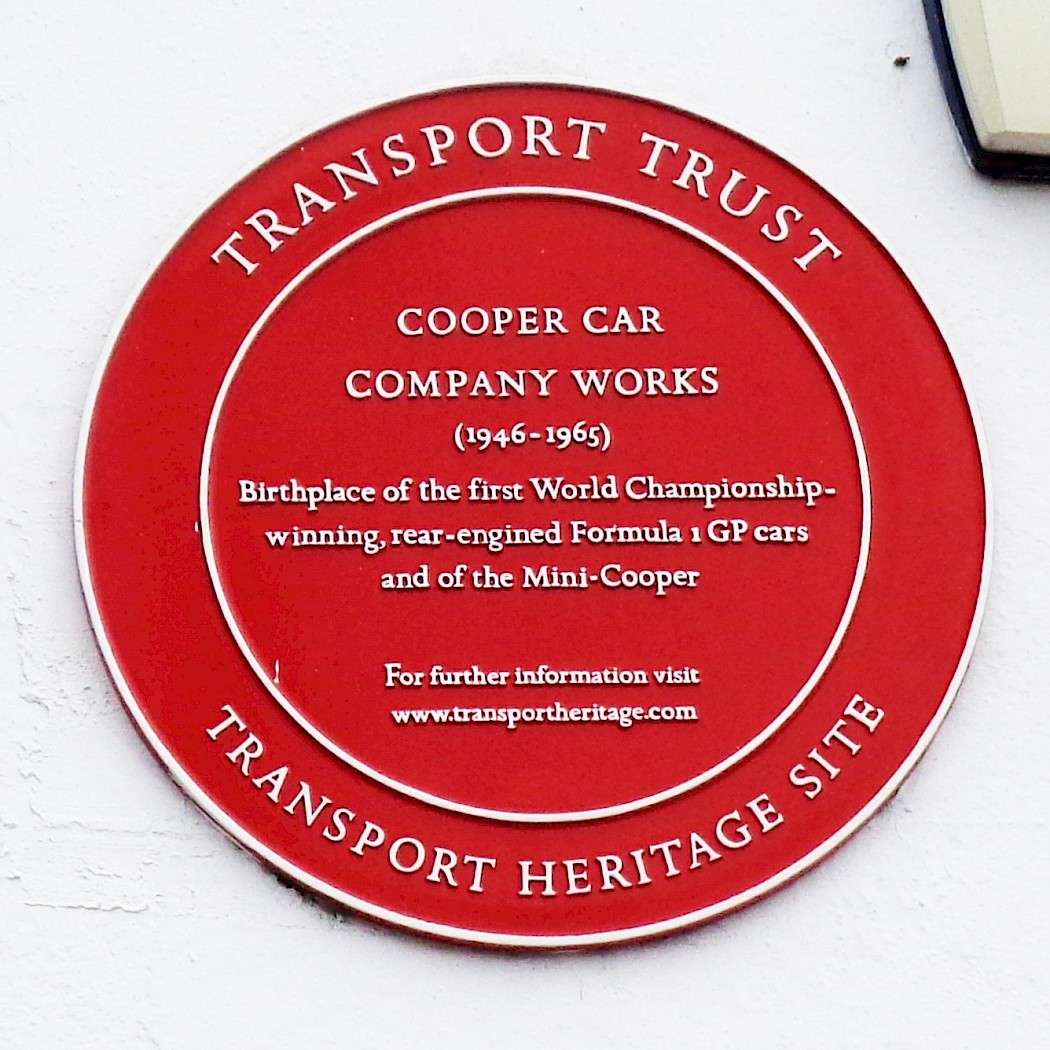 TRANSPORT TRUST
COOPER CAR
COMPANY WORKS
(1946-1965)
Birthplace of the first World Championship-
winning, rear-engined Formula 1 GP cars
and of the Mini-Cooper
For further information visit
www.transportheritage.com
TRANSPORT HERITAGE SITE